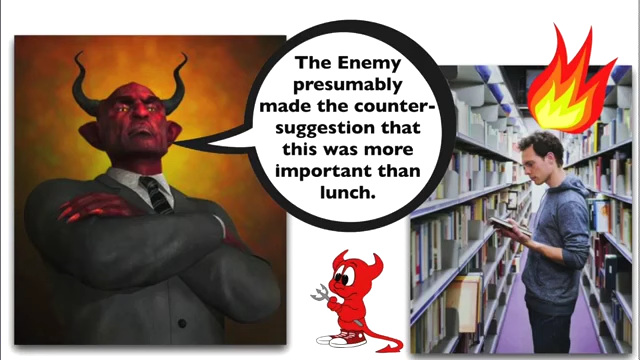 The Enemy
presumably
made the counter-
suggestion that
this was more
important than
lunch.